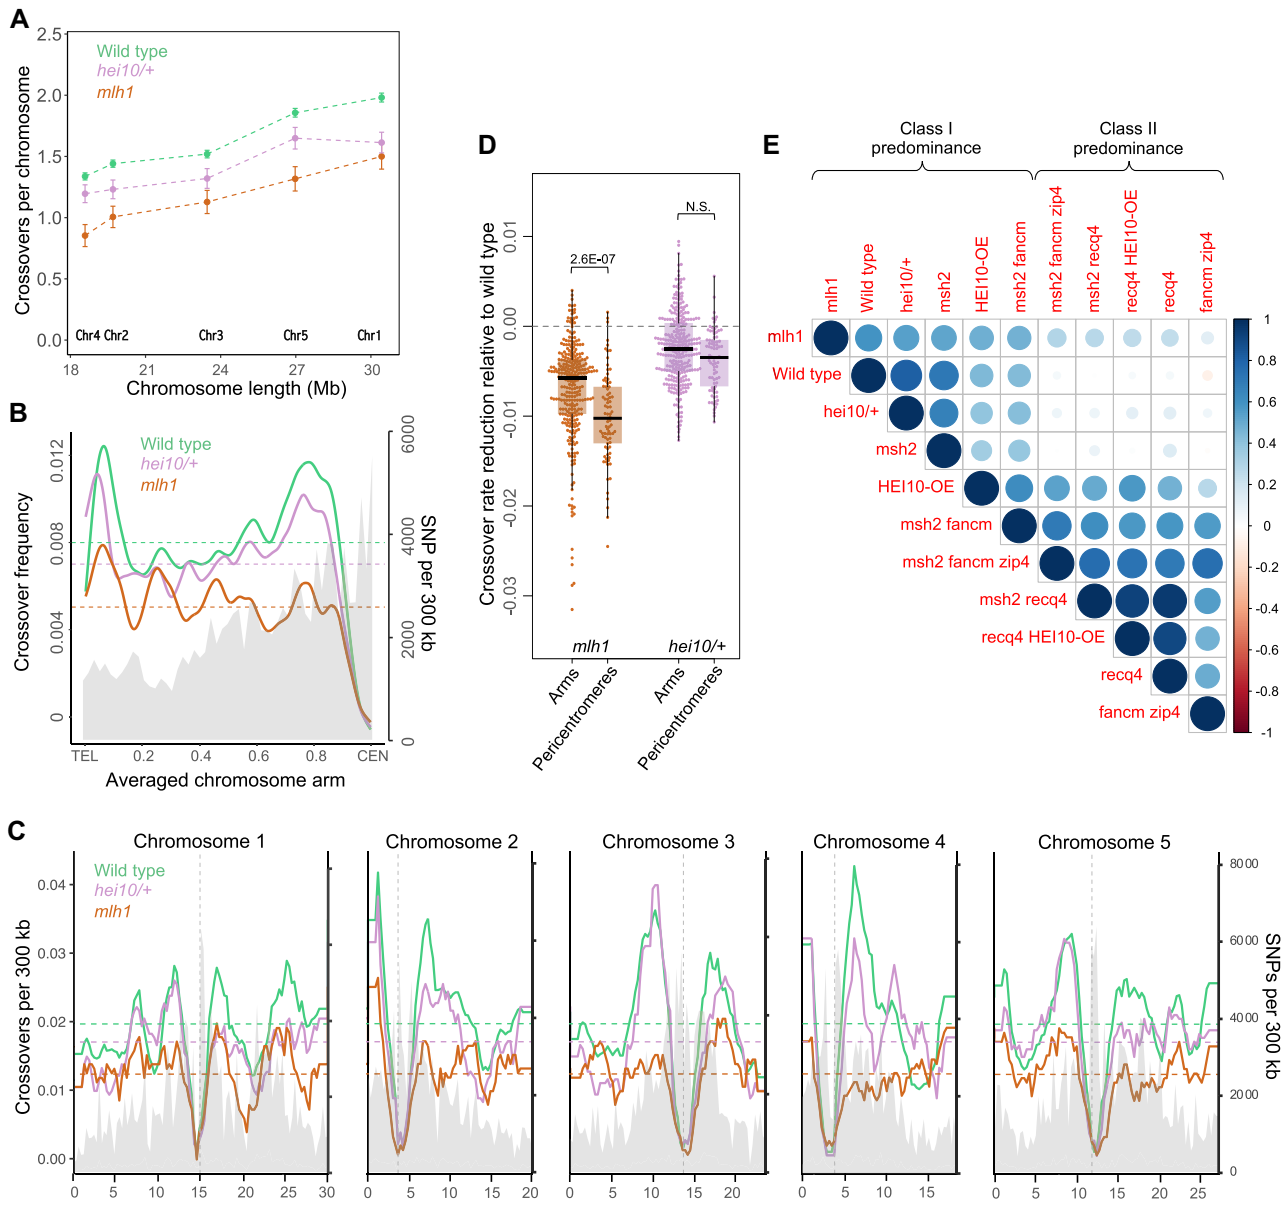 A
Wild type
hei10/+
mlh1
Crossovers per chromosome
2.5
2.0
1.5
1.0
0.5
0.0
Chr4 Chr2 Chr3 Chr5 Chr1
18 21 24 27 30
Chromosome length (Mb)
B
Wild type
hei10/+
mlh1
Crossover frequency
0.012
0.008
0.004
0
SNP per 300 kb
6000
4000
2000
0
TEL 0.2 0.4 0.6 0.8 CEN
Averaged chromosome arm
D
Crossover rate reduction relative to wild type
0.01
0.00
-0.01
-0.02
-0.03
2.6E-07
N.S.
mlh1 hei10/+
Arms
Pericentromeres
Arms
Pericentromeres
E
Class I
predominance
Class II
predominance
mlh1
Wild type
hei10/+
msh2
HEI10-OE
msh2 fancm
msh2 fancm zip4
msh2 recq4
recq4 HEI10-OE
recq4
fancm zip4
mlh1
Wild type
hei10/+
msh2
HEI10-OE
msh2 fancm
msh2 fancm zip4
msh2 recq4
recq4 HEI10-OE
recq4
fancm zip4
1
0.8
0.6
0.4
0.2
0
-0.2
-0.4
-0.6
-0.8
-1
C
Chromosome 1
Chromosome 2
Chromosome 3
Chromosome 4
Chromosome 5
Wild type
hei10/+
mlh1
Crossovers per 300 kb
0.04
0.03
0.02
0.01
0.00
SNPs per 300 kb
8000
6000
4000
2000
0
0 5 10 15 20 25 30
0 5 10 15 20
0 5 10 15 20
0 5 10 15
0 5 10 15 20 25